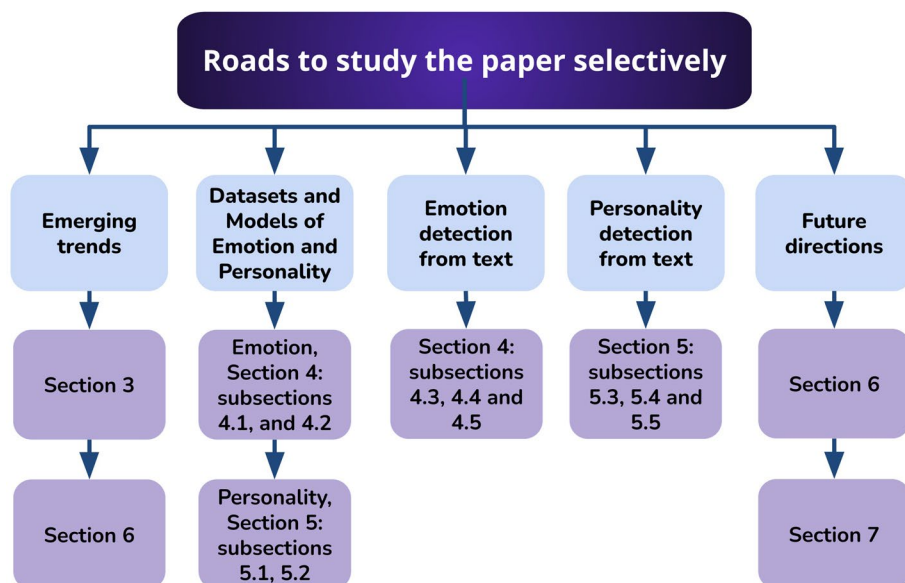 Roads to study the paper selectively
Emerging
trends
Datasets and
Models of
Emotion and
Personality
Emotion
detection
from text
Personality
detection
from text
Future
directions
Section 3
Emotion,
Section 4:
subsections
4.1, and 4.2
Section 4:
subsections
4.3, 4.4 and
4.5
Section 5:
subsections
5.3, 5.4 and
5.5
Section 6
Section 6
Personality,
Section 5:
subsections
5.1, 5.2
Section 7